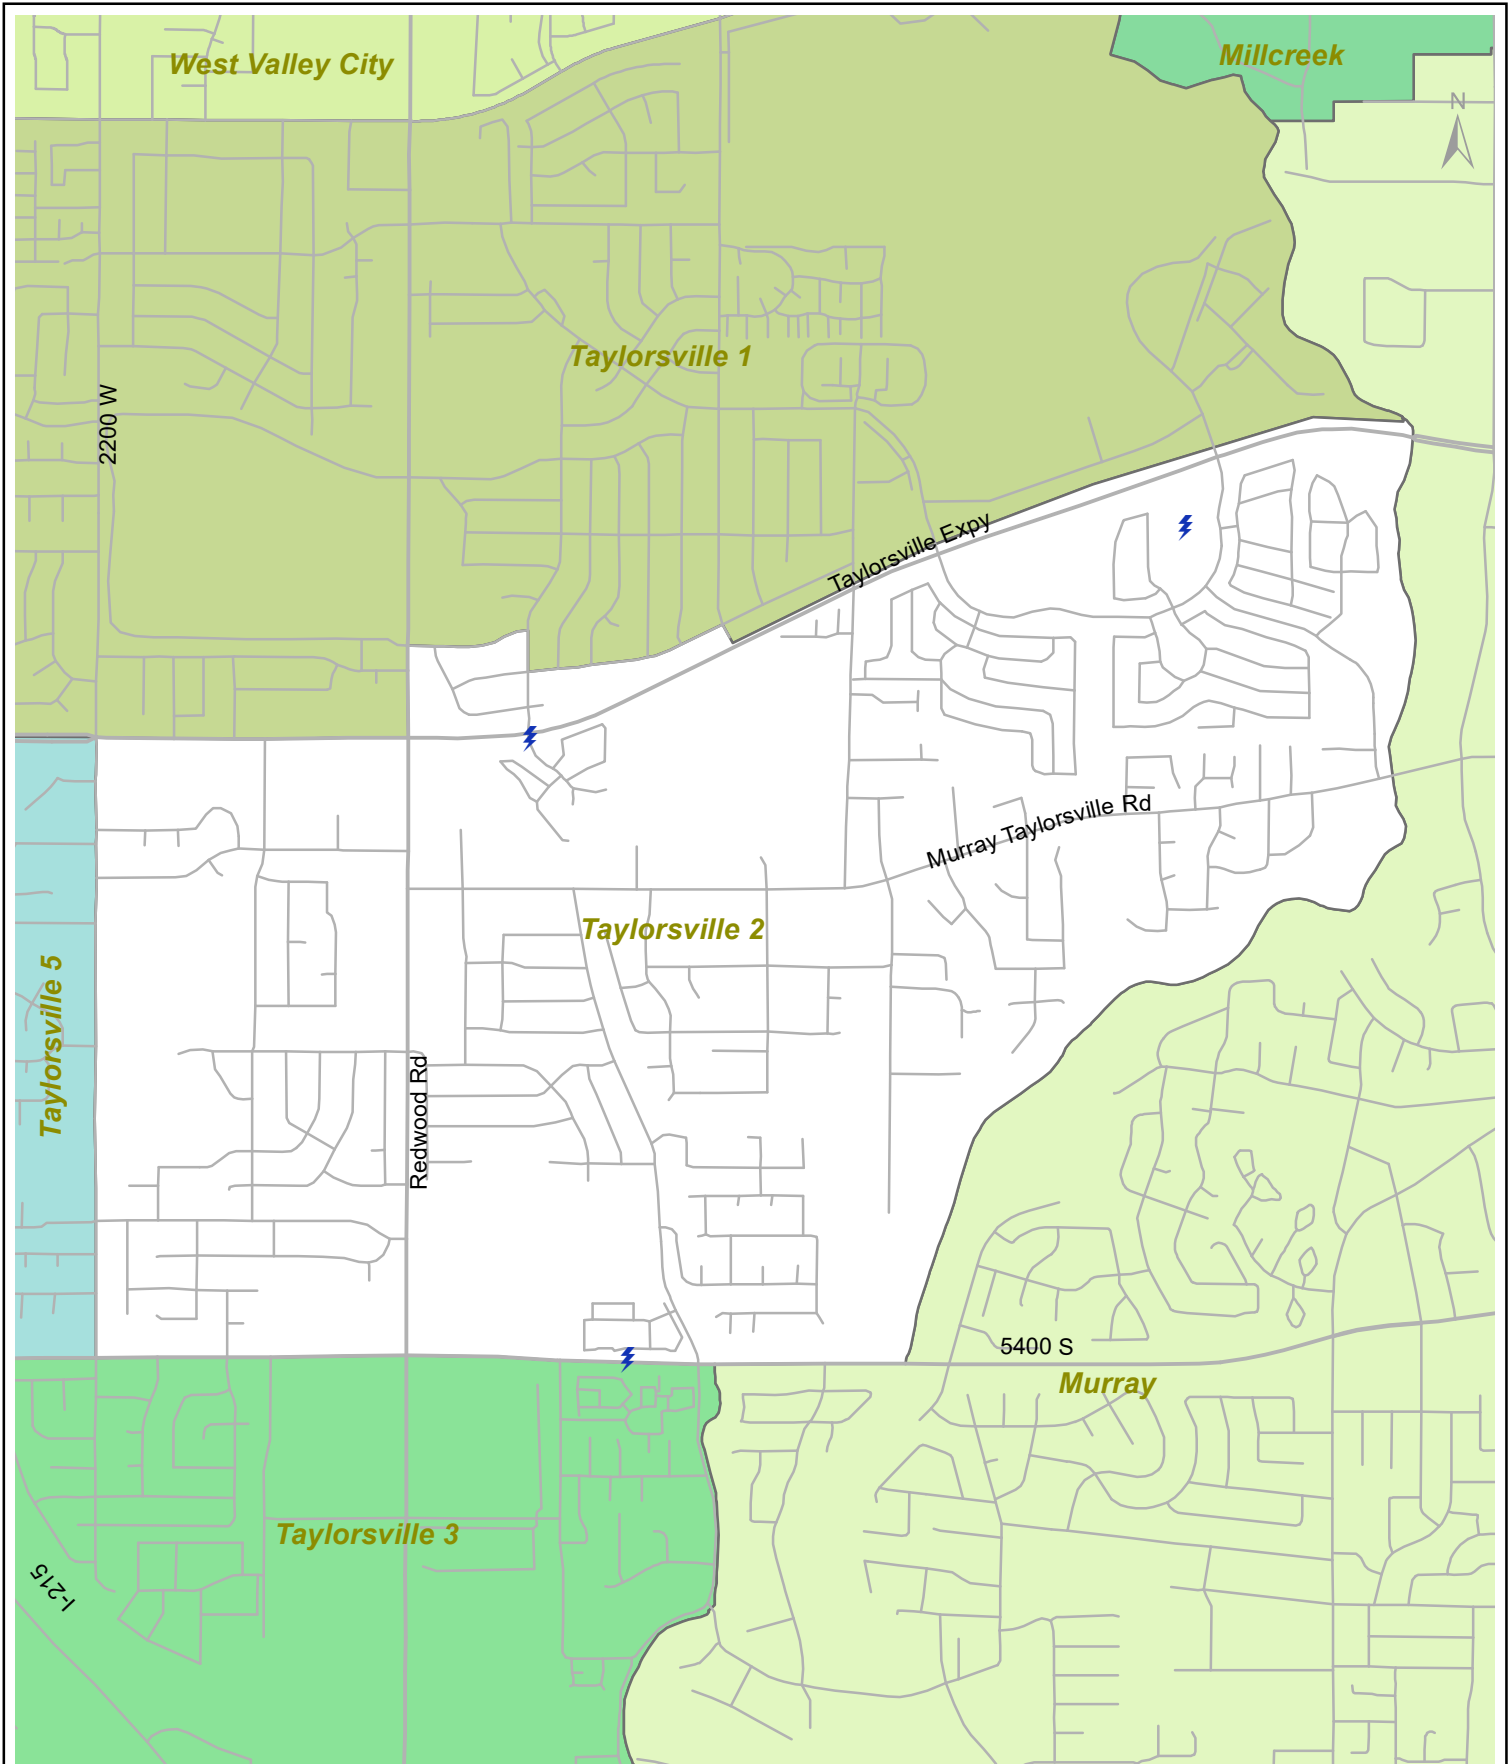 West Valley City
Millcreek
N
Taylorsville 1
2200 W
Taylorsville Expy
Murray Taylorsville Rd
Taylorsville 2
Taylorsville 5
Redwood Rd
5400 S
Murray
Taylorsville 3
I-215